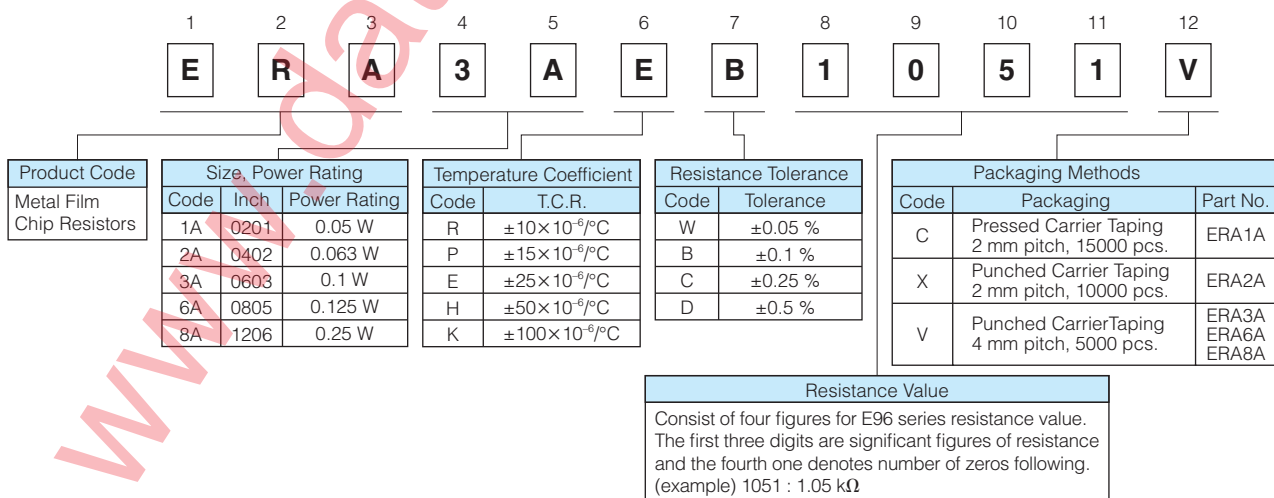 1 2 3 4 5 6 7 8 9 10 11 12
E R A 3 A E B 1 0 5 1 V
Product Code
Metal Film
Chip Resistors
Size, Power Rating
Code Inch Power Rating
1A 0201 0.05 W
2A 0402 0.063 W
3A 0603 0.1 W
6A 0805 0.125 W
8A 1206 0.25 W
Temperature Coefficient
Code T.C.R.
R ±10×10⁻⁶/°C
P ±15×10⁻⁶/°C
E ±25×10⁻⁶/°C
H ±50×10⁻⁶/°C
K ±100×10⁻⁶/°C
Resistance Tolerance
Code Tolerance
W ±0.05 %
B ±0.1 %
C ±0.25 %
D ±0.5 %
Packaging Methods
Code Packaging Part No.
C Pressed Carrier Taping
2 mm pitch, 15000 pcs. ERA1A
X Punched Carrier Taping
2 mm pitch, 10000 pcs. ERA2A
V Punched CarrierTaping
4 mm pitch, 5000 pcs.
ERA3A
ERA6A
ERA8A
Resistance Value
Consist of four figures for E96 series resistance value.
The first three digits are significant figures of resistance
and the fourth one denotes number of zeros following.
(example) 1051 : 1.05 kΩ
www.dat